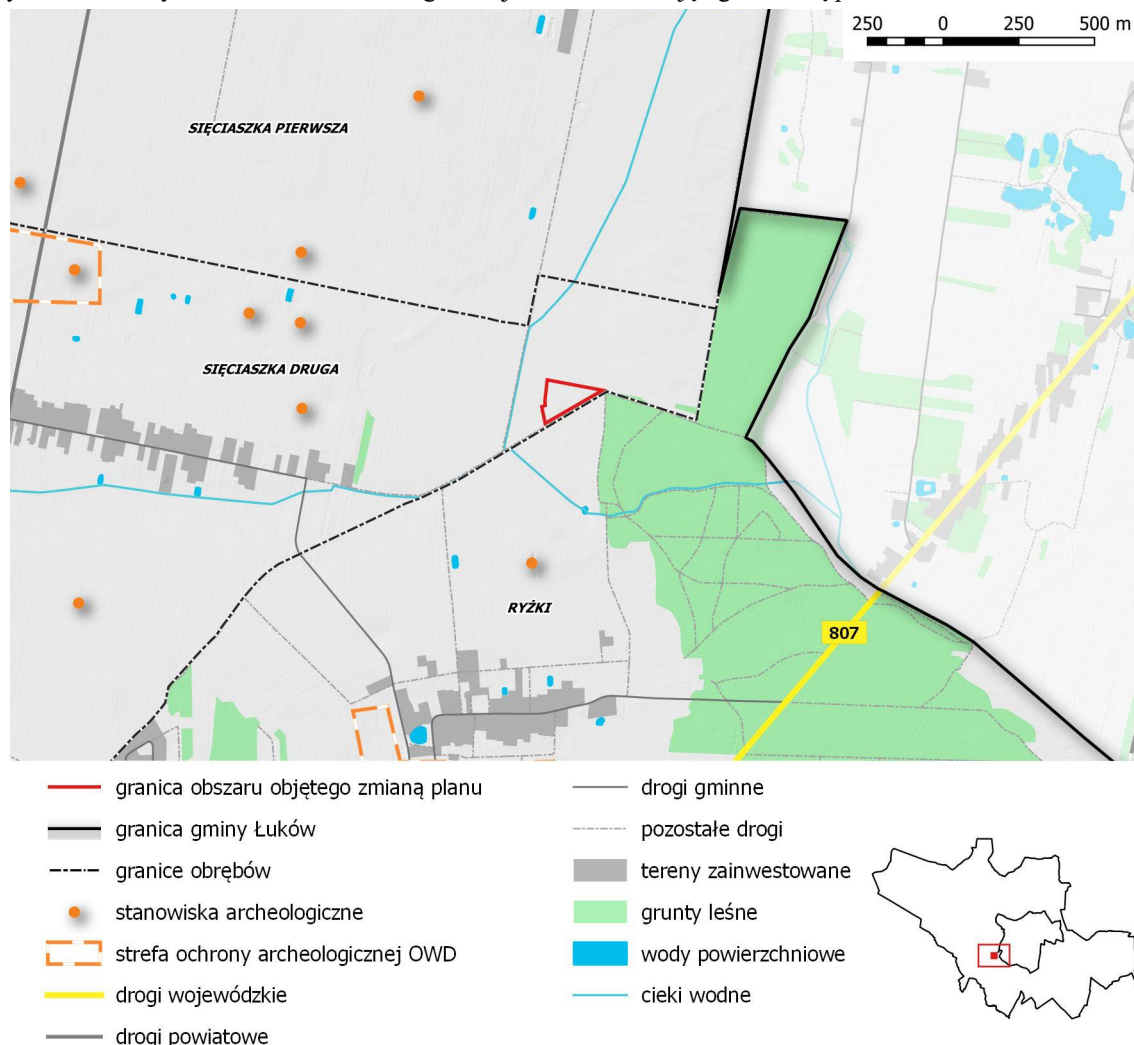 250 0 250 500 m
SIĘCIASZKA PIERWSZA
SIĘCIASZKA DRUGA
RYŻKI
807
granica obszaru objętego zmianą planu
granica gminy Łuków
granice obrębów
stanowiska archeologiczne
strefa ochrony archeologicznej OWD
drogi wojewódzkie
drogi powiatowe
drogi gminne
pozostałe drogi
tereny zainwestowane
grunty leśne
wody powierzchniowe
cieki wodne